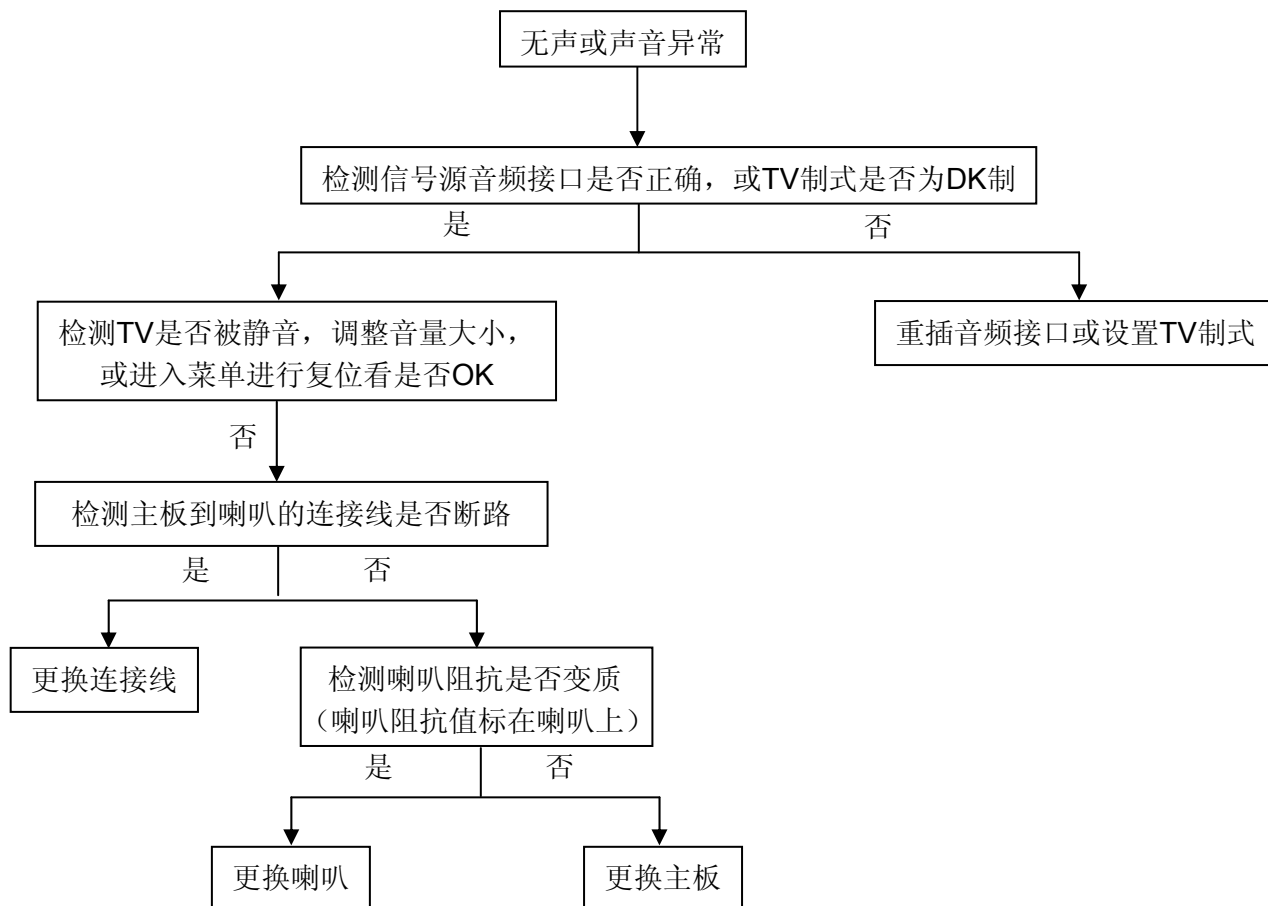 无声或声音异常
检测信号源音频接口是否正确，或TV制式是否为DK制
是
否
检测TV是否被静音，调整音量大小，
或进入菜单进行复位看是否OK
重插音频接口或设置TV制式
否
检测主板到喇叭的连接线是否断路
是
否
更换连接线
检测喇叭阻抗是否变质
（喇叭阻抗值标在喇叭上）
是
否
更换喇叭
更换主板